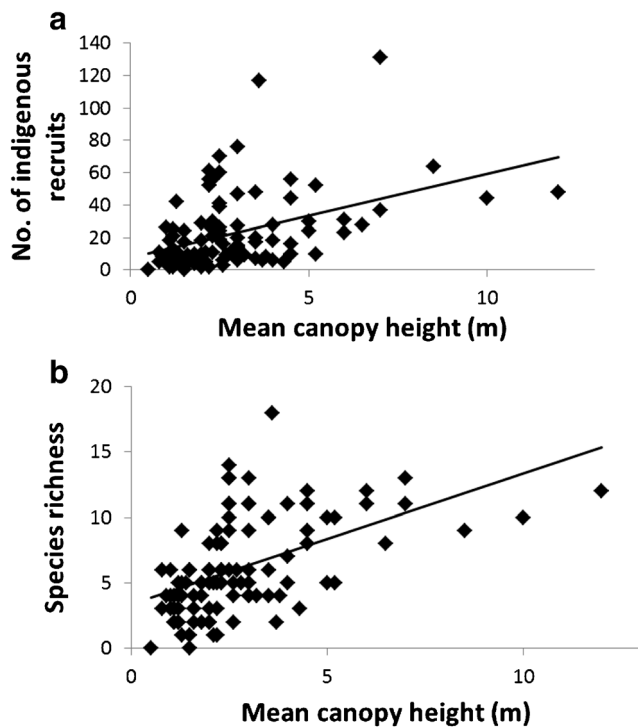 a
140
120
100
80
60
40
20
0
No. of indigenous
recruits
0 5 10
Mean canopy height (m)
b
20
15
10
5
0
Species richness
0 5 10
Mean canopy height (m)